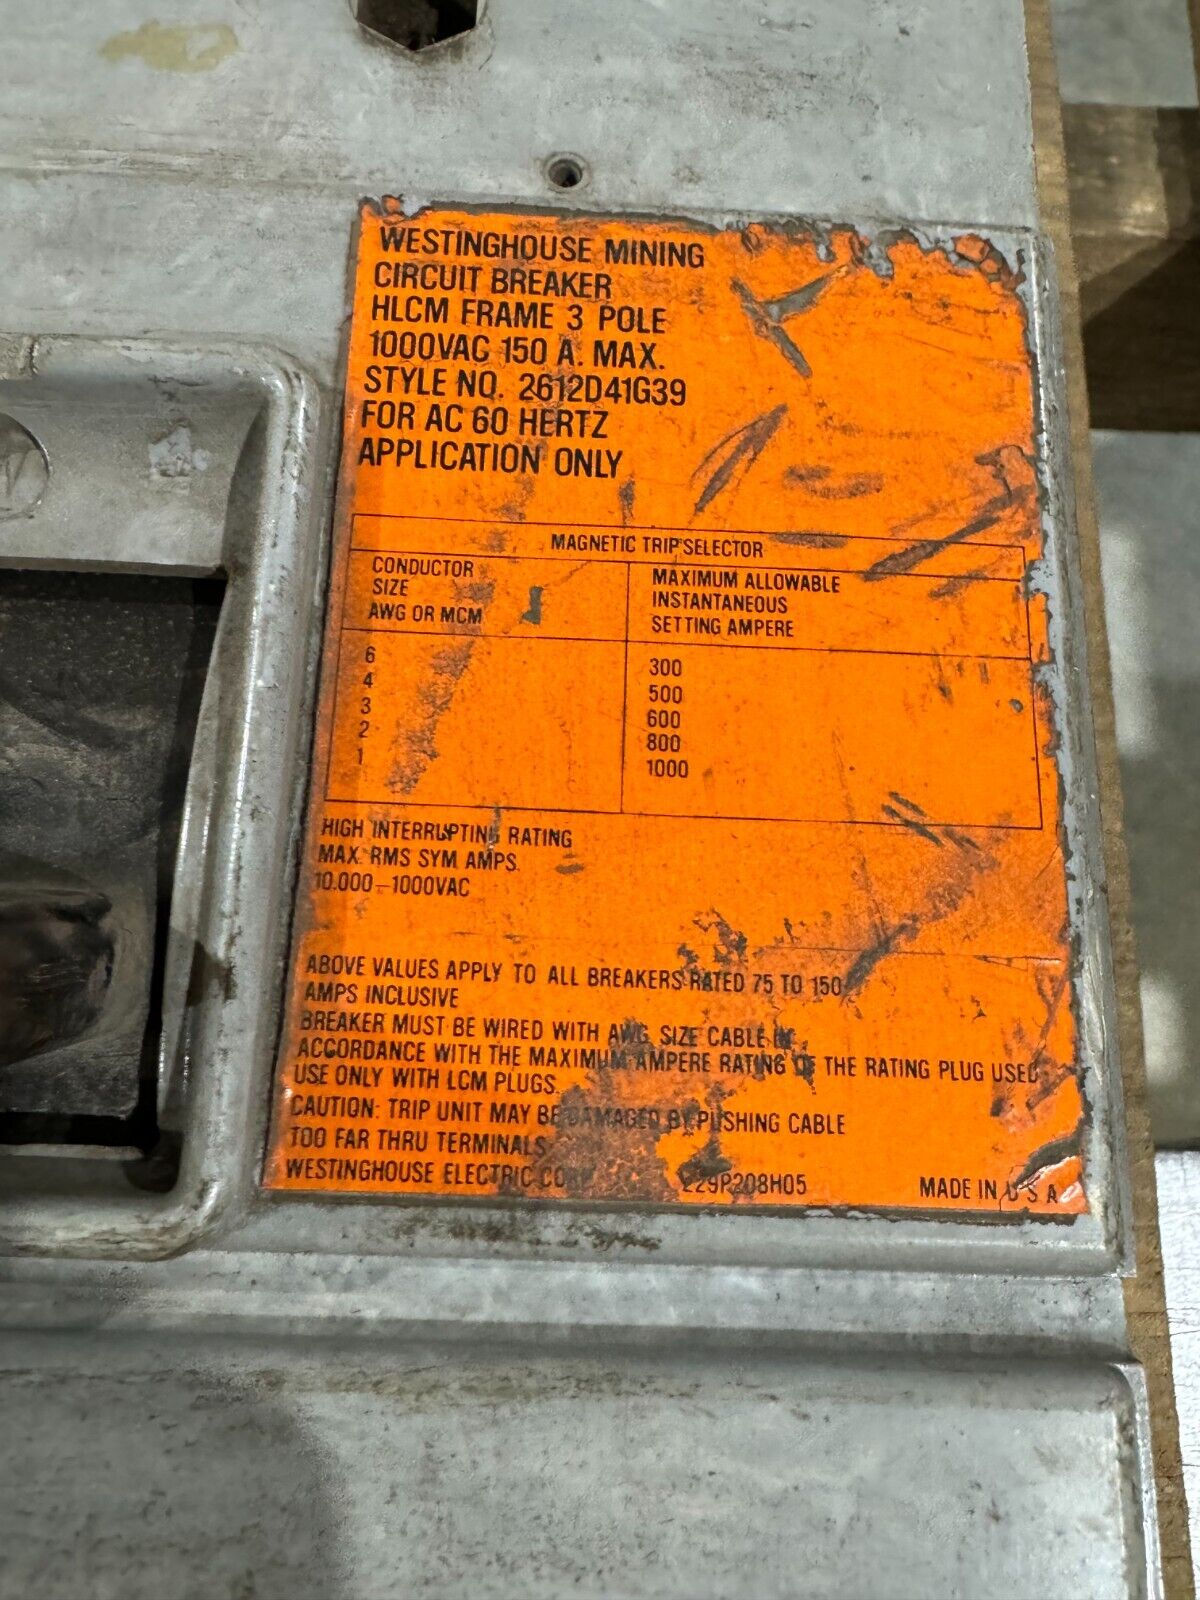 WESTINGHOUSE MINING
CIRCUIT BREAKER
HLCM FRAME 3 POLE
1000VAC 150 A. MAX.
STYLE NO. 2612D41G39
FOR AC 60 HERTZ
APPLICATION ONLY
MAGNETIC TRIP SELECTOR
CONDUCTOR
SIZE
AWG OR MCM
MAXIMUM ALLOWABLE
INSTANTANEOUS
SETTING AMPERE
6 300
4 500
3 600
2 800
1 1000
HIGH INTERRUPTING RATING
MAX. RMS SYM AMPS.
10.000-1000VAC
ABOVE VALUES APPLY TO ALL BREAKERS RATED 75 TO 150
AMPS INCLUSIVE
BREAKER MUST BE WIRED WITH AWG SIZE CABLE IN
ACCORDANCE WITH THE MAXIMUM AMPERE RATING OF THE RATING PLUG USED
USE ONLY WITH LCM PLUGS.
CAUTION: TRIP UNIT MAY BE DAMAGED BY PUSHING CABLE
TOO FAR THRU TERMINALS
WESTINGHOUSE ELECTRIC CORP. 229P208H05 MADE IN U S A